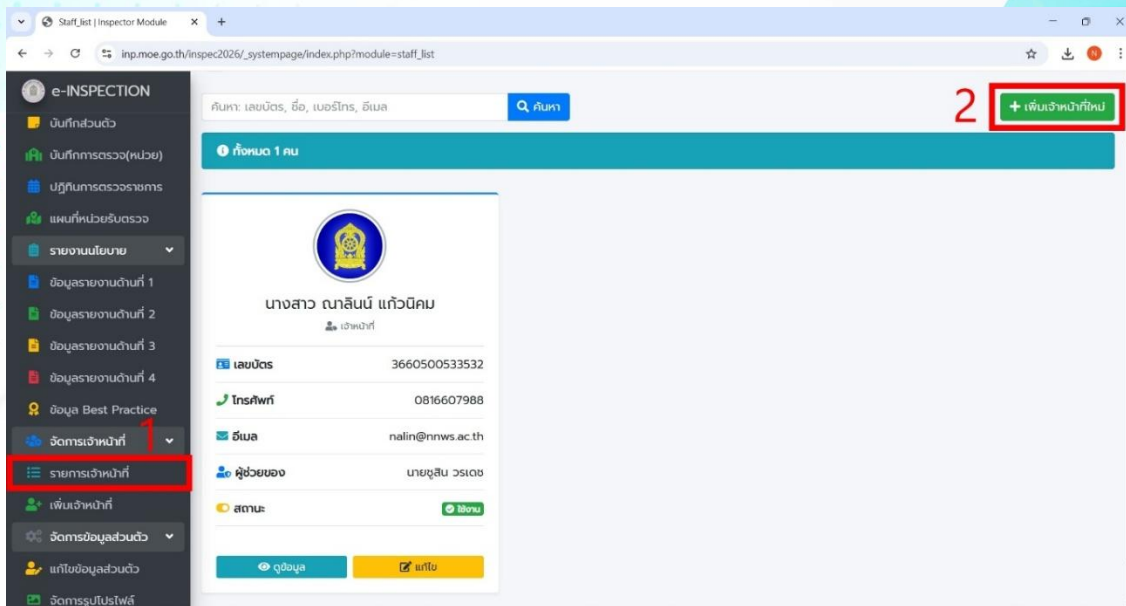 Staff_list | Inspector Module
inp.moe.go.th/inspec2026/_systempage/index.php?module=staff_list
N
e-INSPECTION
บันทึกส่วนตัว
บันทึกการตรวจ(หน่วย)
ปฏิทินการตรวจราชการ
แผนที่หน่วยรับตรวจ
รายงานนโยบาย
ข้อมูลรายงานด้านที่ 1
ข้อมูลรายงานด้านที่ 2
ข้อมูลรายงานด้านที่ 3
ข้อมูลรายงานด้านที่ 4
ข้อมูล Best Practice
1
จัดการเจ้าหน้าที่
รายการเจ้าหน้าที่
เพิ่มเจ้าหน้าที่
จัดการข้อมูลส่วนตัว
แก้ไขข้อมูลส่วนตัว
จัดการรูปโปรไฟล์
ค้นหา: เลขบัตร, ชื่อ, เบอร์โทร, อีเมล
ค้นหา
2
+ เพิ่มเจ้าหน้าที่ใหม่
ทั้งหมด 1 คน
นางสาว ณาลินน์ แก้วนิคม
เจ้าหน้าที่
เลขบัตร 3660500533532
โทรศัพท์ 0816607988
อีเมล nalin@nnws.ac.th
ผู้ช่วยของ นายชูสิน วรเดช
สถานะ ใช้งาน
ดูข้อมูล แก้ไข